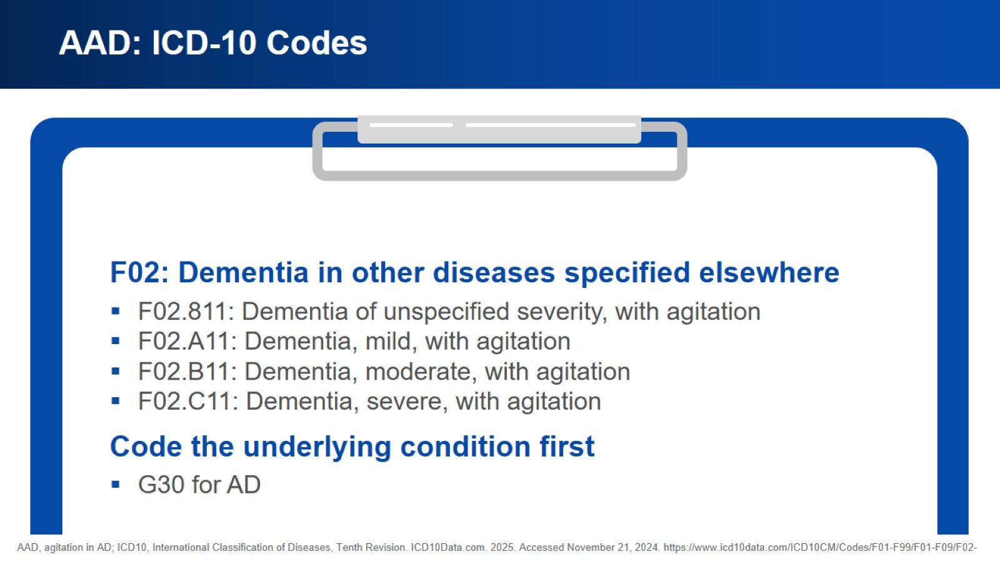 AAD: ICD-10 Codes
F02: Dementia in other diseases specified elsewhere
▪ F02.811: Dementia of unspecified severity, with agitation
▪ F02.A11: Dementia, mild, with agitation
▪ F02.B11: Dementia, moderate, with agitation
▪ F02.C11: Dementia, severe, with agitation
Code the underlying condition first
▪ G30 for AD
AAD, agitation in AD; ICD10, International Classification of Diseases, Tenth Revision. ICD10Data.com. 2025. Accessed November 21, 2024. https://www.icd10data.com/ICD10CM/Codes/F01-F99/F01-F09/F02-